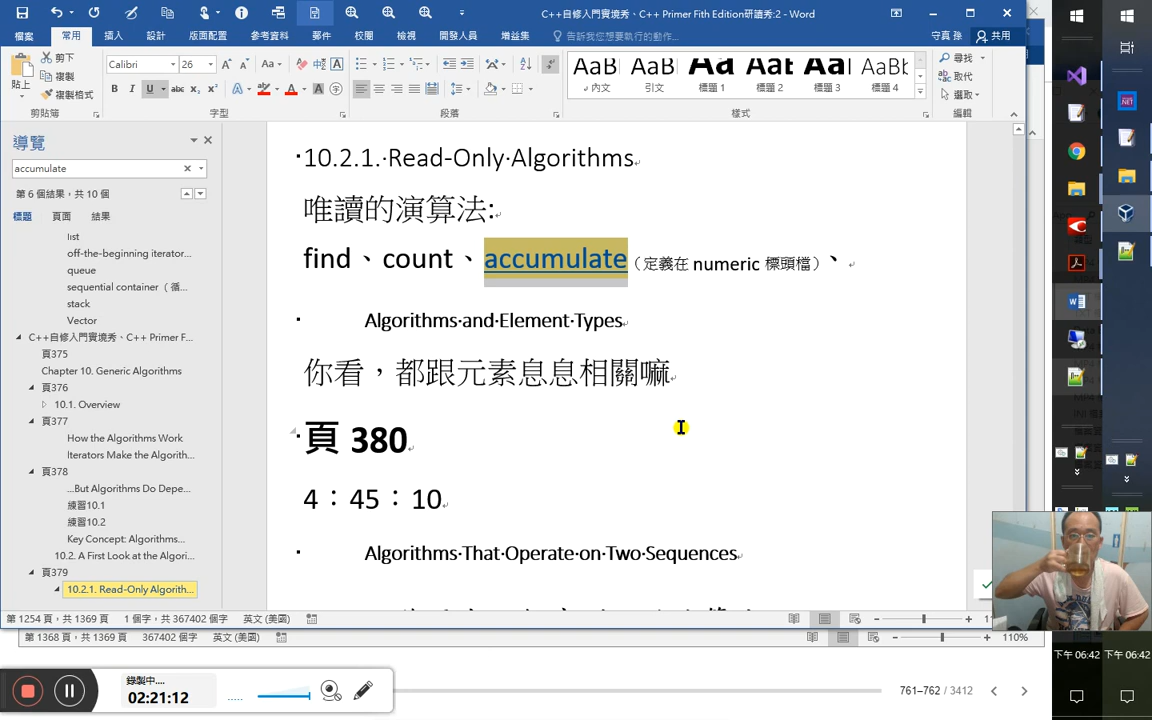 C++自修入門實境秀、C++ Primer Fith Edition研讀秀:2 - Word
檔案 常用 插入 設計 版面配置 參考資料 郵件 校閱 檢視 開發人員 增益集 告訴我您想要執行的動作... 守真 孫 共用
貼上 剪下 複製 複製格式
Calibri 26
AaB 內文 AaB 引文 Aa 標題 1 AaE 標題 2 Aal 標題 3 AaBb 標題 4
尋找 取代 選取
剪貼簿 字型 段落 樣式 編輯
導覽
accumulate
第 6 個結果，共 10 個
標題 頁面 結果
list
off-the-beginning iterator...
queue
sequential container（循...
stack
Vector
C++自修入門實境秀、C++ Primer F...
頁375
Chapter 10. Generic Algorithms
頁376
10.1. Overview
頁377
How the Algorithms Work
Iterators Make the Algorith...
頁378
...But Algorithms Do Depe...
練習10.1
練習10.2
Key Concept: Algorithms...
10.2. A First Look at the Algori...
頁379
10.2.1. Read-Only Algorith...
10.2.1.·Read-Only·Algorithms
唯讀的演算法:
find、count、accumulate（定義在 numeric 標頭檔）、
Algorithms·and·Element·Types
你看，都跟元素息息相關嘛
頁 380
4：45：10
Algorithms·That·Operate·on·Two·Sequences
第 1254 頁，共 1369 頁 1 個字，共 367402 個字 英文 (美國)
第 1368 頁，共 1369 頁 367402 個字 英文 (美國) 110%
錄製中....
02:21:12
761–762 / 3412
下午 06:42 下午 06:42